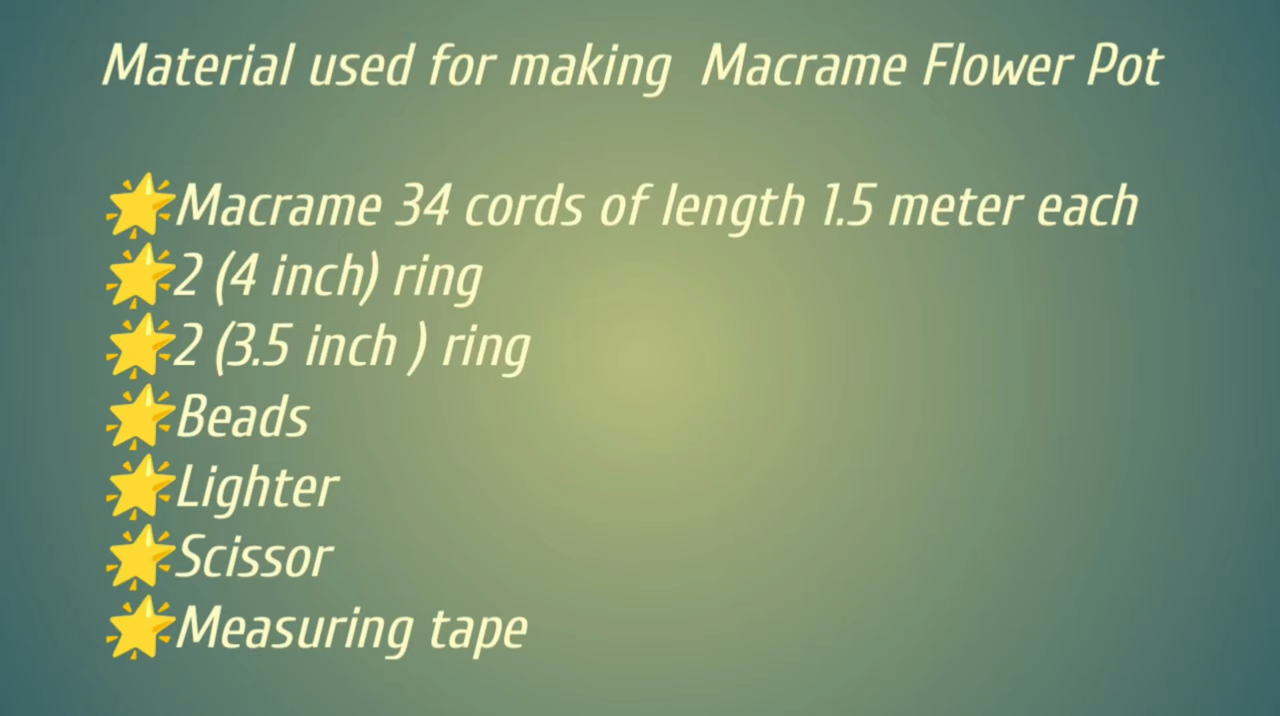 Material used for making  Macrame Flower Pot
🌟Macrame 34 cords of length 1.5 meter each
🌟2 (4 inch) ring
🌟2 (3.5 inch ) ring
🌟Beads
🌟Lighter
🌟Scissor
🌟Measuring tape